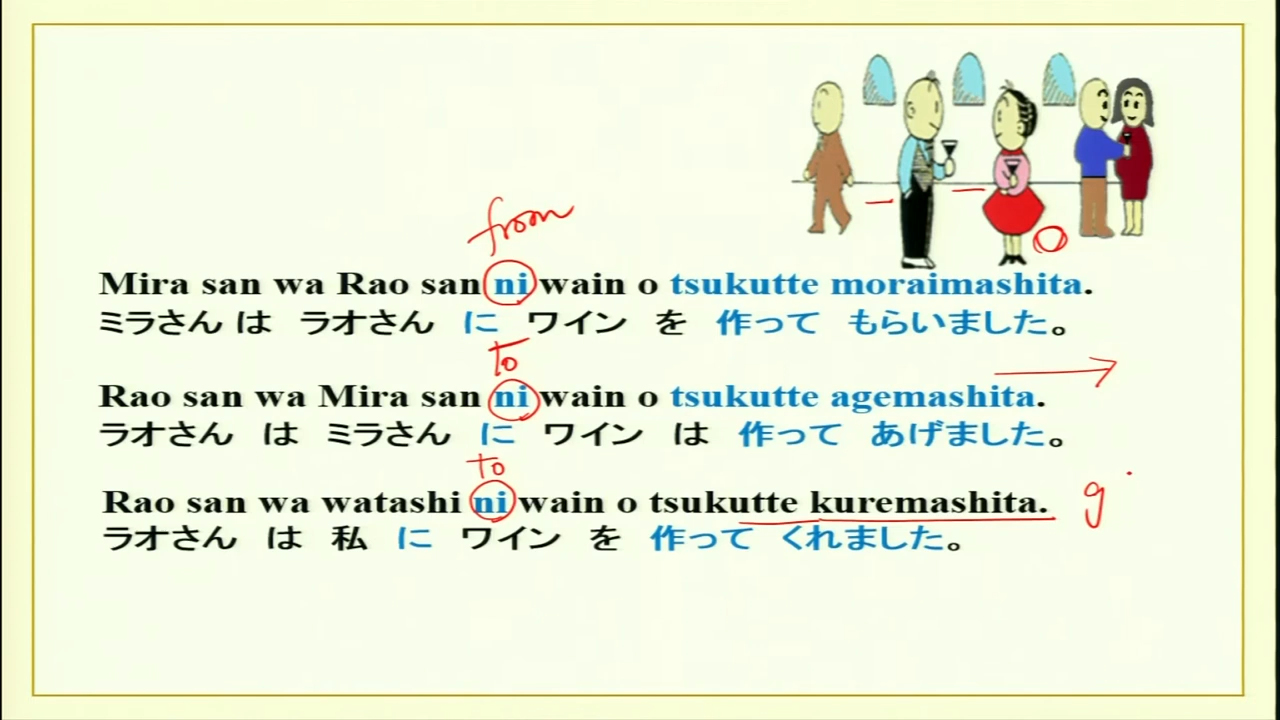 from
Mira san wa Rao san ni wain o tsukutte moraimashita.
ミラさん は ラオさん に ワイン を 作って もらいました。
to
Rao san wa Mira san ni wain o tsukutte agemashita.
ラオさん は ミラさん に ワイン は 作って あげました。
to
Rao san wa watashi ni wain o tsukutte kuremashita. g
ラオさん は 私 に ワイン を 作って くれました。